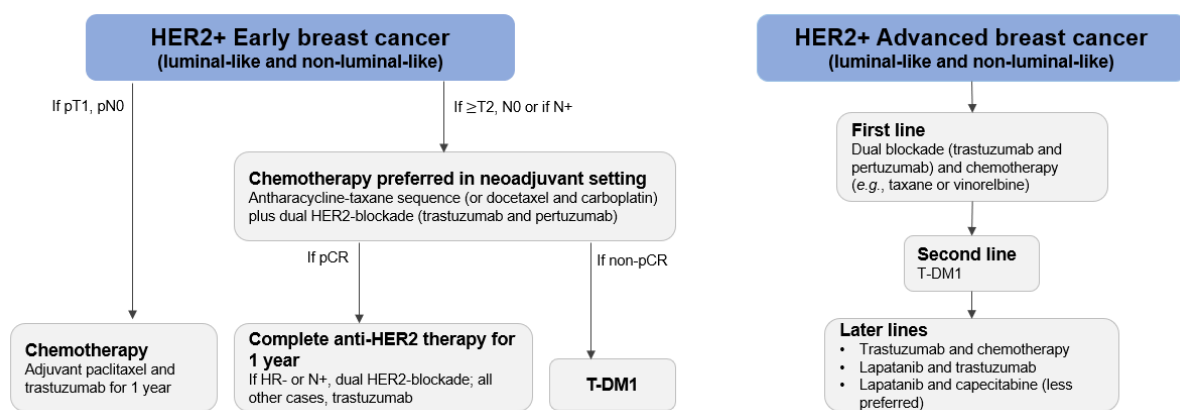 HER2+ Early breast cancer
(luminal-like and non-luminal-like)
If pT1, pN0
If ≥T2, N0 or if N+
Chemotherapy preferred in neoadjuvant setting
Antharacycline-taxane sequence (or docetaxel and carboplatin)
plus dual HER2-blockade (trastuzumab and pertuzumab)
If pCR
If non-pCR
Chemotherapy
Adjuvant paclitaxel and
trastuzumab for 1 year
Complete anti-HER2 therapy for
1 year
If HR- or N+, dual HER2-blockade; all
other cases, trastuzumab
T-DM1
HER2+ Advanced breast cancer
(luminal-like and non-luminal-like)
First line
Dual blockade (trastuzumab and
pertuzumab) and chemotherapy
(e.g., taxane or vinorelbine)
Second line
T-DM1
Later lines
• Trastuzumab and chemotherapy
• Lapatanib and trastuzumab
• Lapatanib and capecitabine (less
preferred)